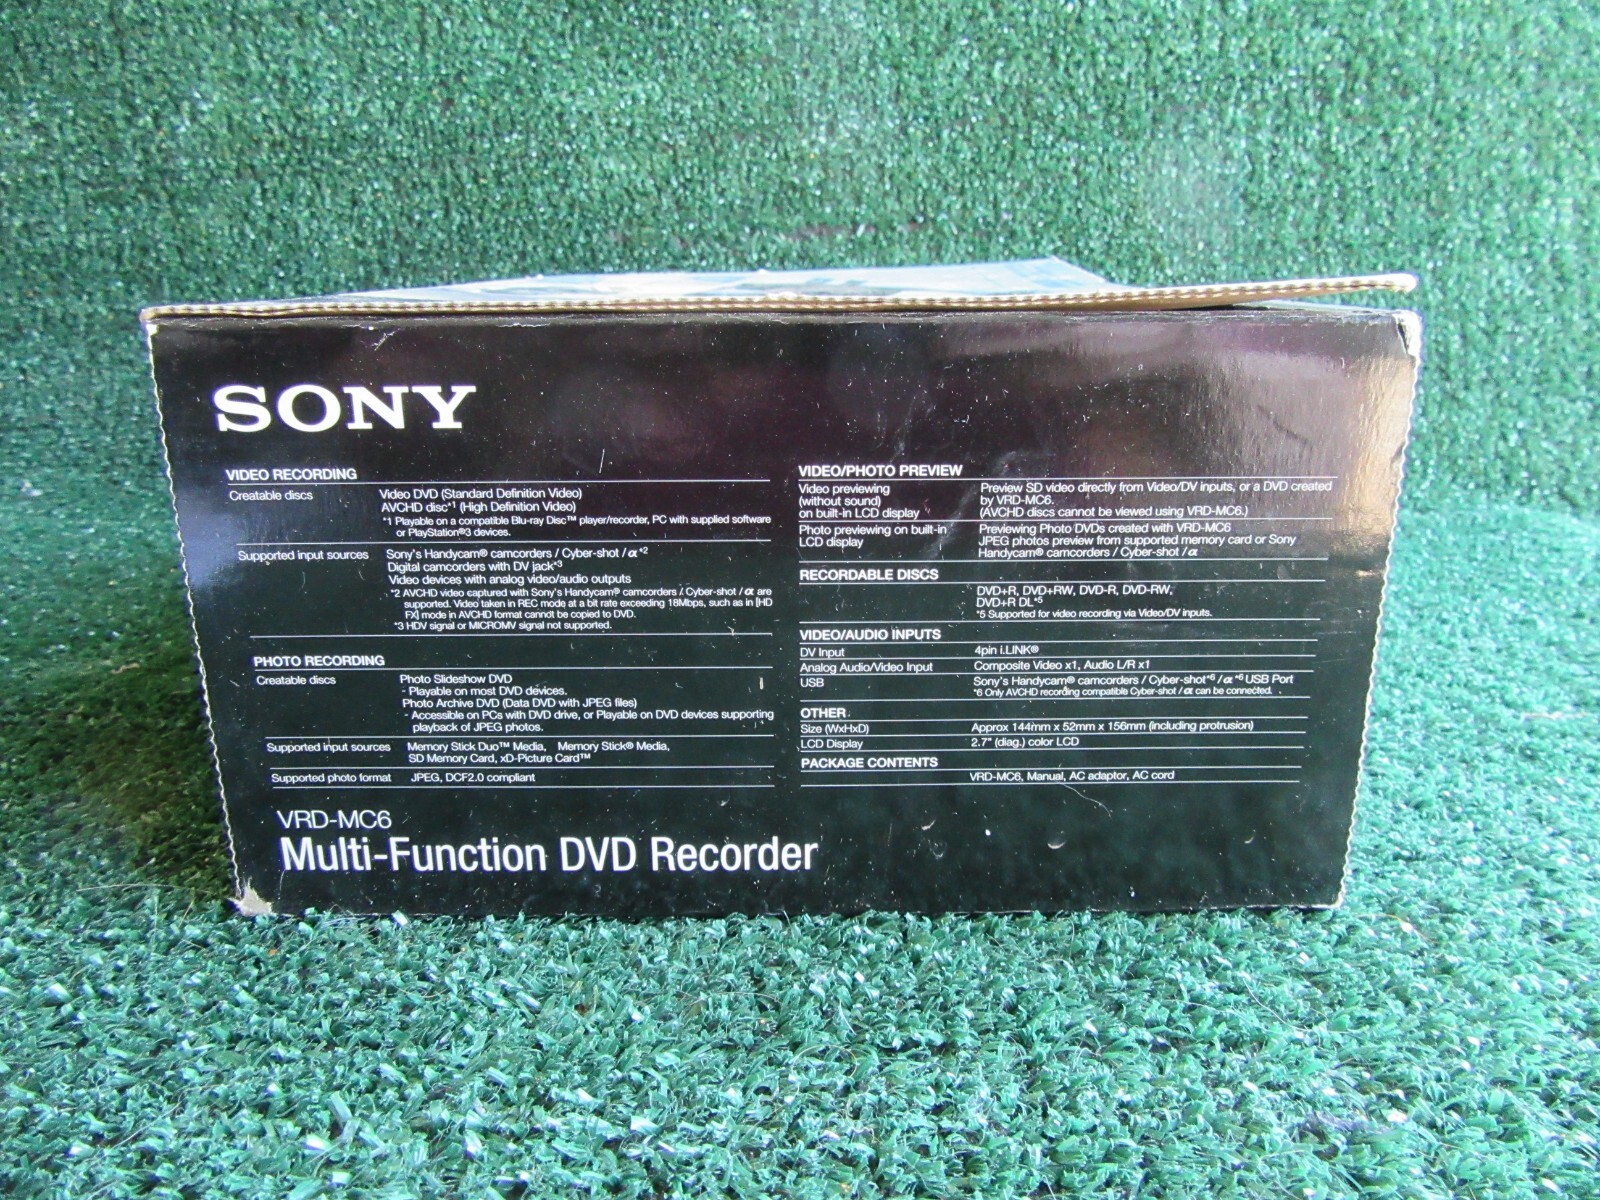 SONY
VIDEO RECORDING
Creatable discs Video DVD (Standard Definition Video)
AVCHD disc*1 (High Definition Video)
*1 Playable on a compatible Blu-ray Disc™ player/recorder, PC with supplied software
or PlayStation®3 devices.
Supported input sources Sony's Handycam® camcorders / Cyber-shot / α*2
Digital camcorders with DV jack*3
Video devices with analog video/audio outputs
*2 AVCHD video captured with Sony's Handycam® camcorders / Cyber-shot / α are
supported. Video taken in REC mode at a bit rate exceeding 18Mbps, such as in [HD
FX] mode in AVCHD format cannot be copied to DVD.
*3 HDV signal or MICROMV signal not supported.
PHOTO RECORDING
Creatable discs Photo Slideshow DVD
- Playable on most DVD devices.
Photo Archive DVD (Data DVD with JPEG files)
- Accessible on PCs with DVD drive, or Playable on DVD devices supporting
playback of JPEG photos.
Supported input sources Memory Stick Duo™ Media, Memory Stick® Media,
SD Memory Card, xD-Picture Card™
Supported photo format JPEG, DCF2.0 compliant
VRD-MC6
Multi-Function DVD Recorder
VIDEO/PHOTO PREVIEW
Video previewing Preview SD video directly from Video/DV inputs, or a DVD created
(without sound) by VRD-MC6.
on built-in LCD display (AVCHD discs cannot be viewed using VRD-MC6.)
Photo previewing on built-in Previewing Photo DVDs created with VRD-MC6
LCD display JPEG photos preview from supported memory card or Sony
Handycam® camcorders / Cyber-shot / α
RECORDABLE DISCS
DVD+R, DVD+RW, DVD-R, DVD-RW,
DVD+R DL*5
*5 Supported for video recording via Video/DV inputs.
VIDEO/AUDIO INPUTS
DV Input 4pin i.LINK®
Analog Audio/Video Input Composite Video x1, Audio L/R x1
USB Sony's Handycam® camcorders / Cyber-shot*6 / α*6 USB Port
*6 Only AVCHD recording compatible Cyber-shot / α can be connected.
OTHER
Size (WxHxD) Approx 144mm x 52mm x 156mm (including protrusion)
LCD Display 2.7" (diag.) color LCD
PACKAGE CONTENTS
VRD-MC6, Manual, AC adaptor, AC cord